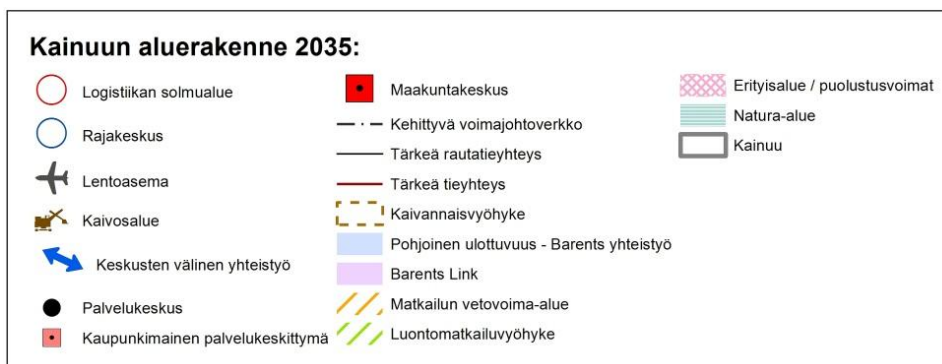 Kainuun aluerakenne 2035:
Logistiikan solmualue
Rajakeskus
Lentoasema
Kaivosalue
Keskusten välinen yhteistyö
Palvelukeskus
Kaupunkimainen palvelukeskittymä
Maakuntakeskus
Kehittyvä voimajohtoverkko
Tärkeä rautatieyhteys
Tärkeä tieyhteys
Kaivannaisvyöhyke
Pohjoinen ulottuvuus - Barents yhteistyö
Barents Link
Matkailun vetovoima-alue
Luontomatkailuvyöhyke
Erityisalue / puolustusvoimat
Natura-alue
Kainuu